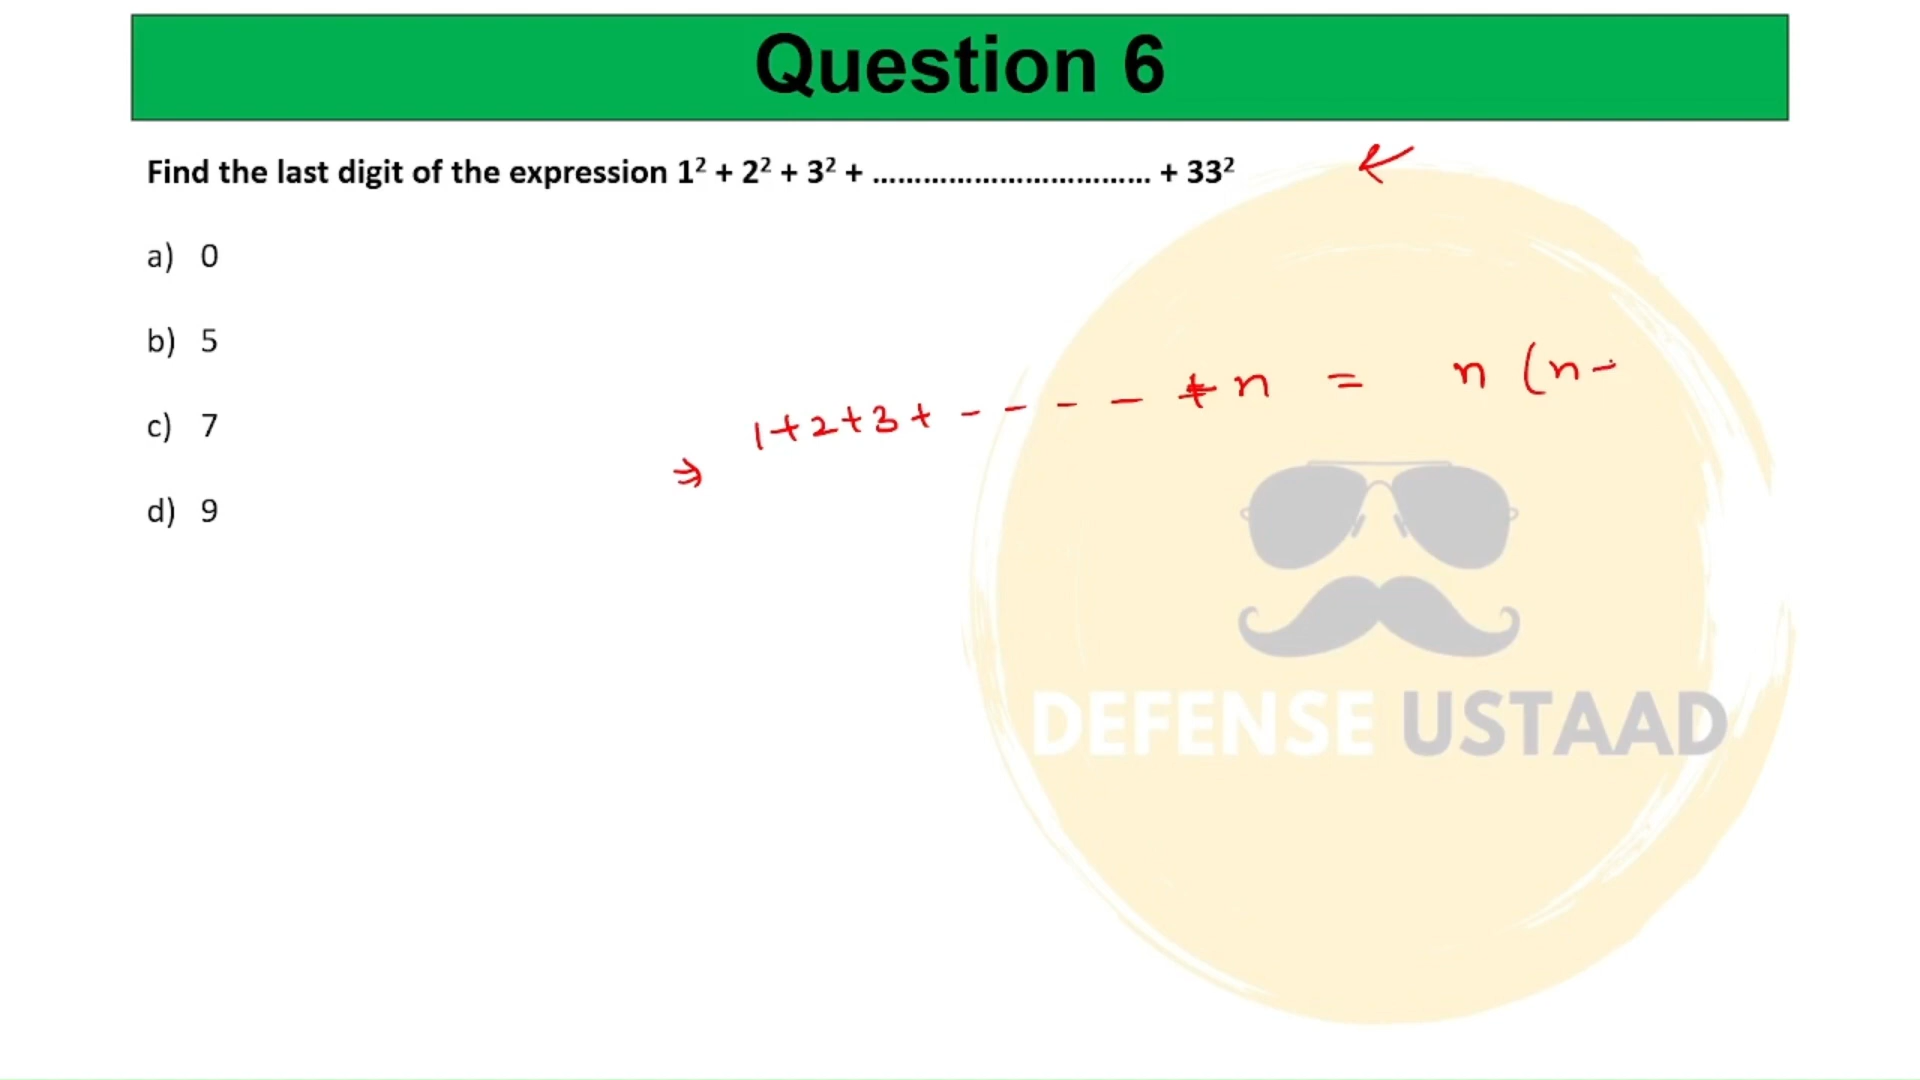 Question 6
Find the last digit of the expression 1² + 2² + 3² + ................................. + 33²
a) 0
b) 5
1+2+3+ - - - - + n = n (n-
c) 7
d) 9
DEFENSE USTAAD